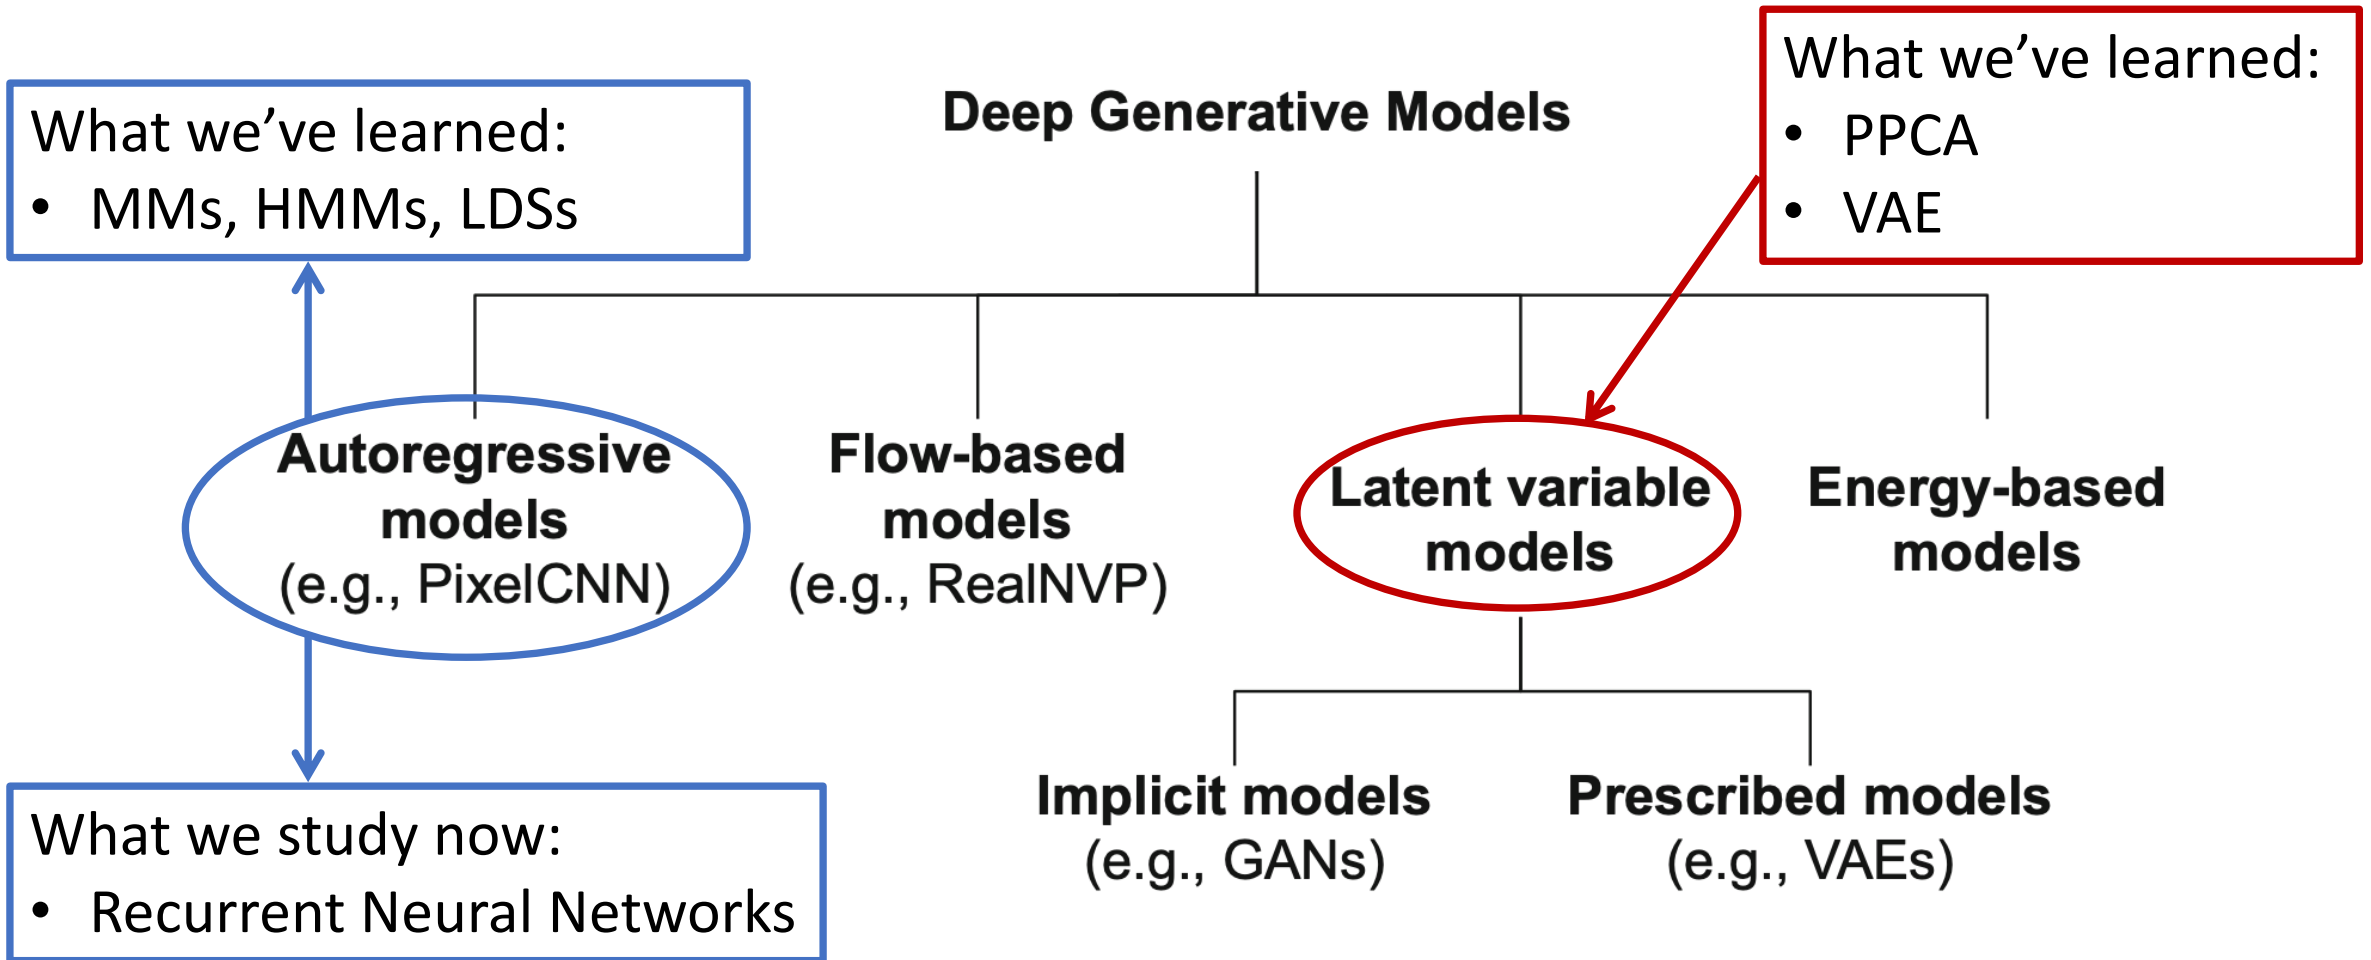 What we’ve learned:
• MMs, HMMs, LDSs
Deep Generative Models
What we’ve learned:
• PPCA
• VAE
Autoregressive
models
(e.g., PixelCNN)
Flow-based
models
(e.g., RealNVP)
Latent variable
models
Energy-based
models
Implicit models
(e.g., GANs)
Prescribed models
(e.g., VAEs)
What we study now:
• Recurrent Neural Networks